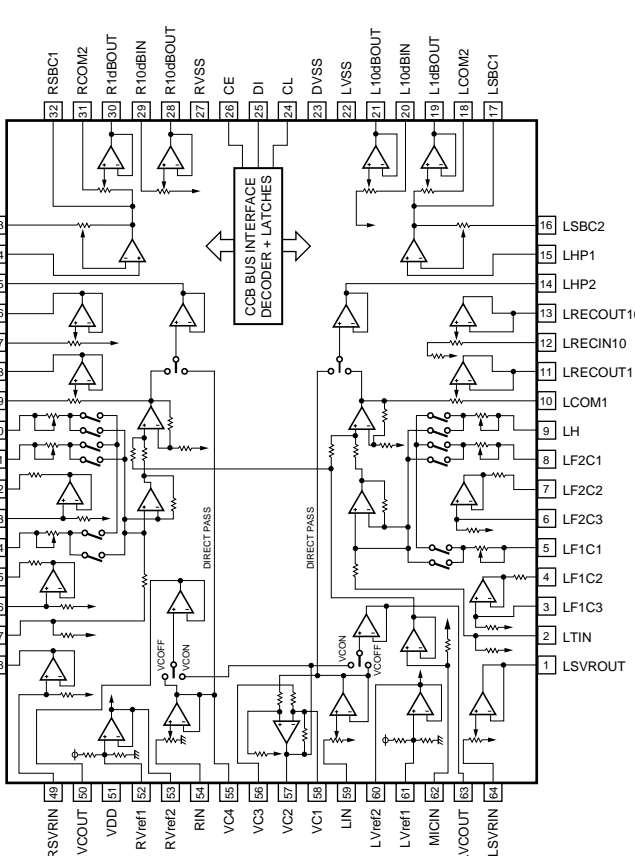 RSBC1
RCOM2
R1dBOUT
R10dBIN
R10dBOUT
RVSS
CE
DI
CL
DVSS
LVSS
L10dBOUT
L10dBIN
L1dBOUT
LCOM2
LSBC1
32
31
30
29
28
27
26
25
24
23
22
21
20
19
18
17
CCB BUS INTERFACE
DECODER + LATCHES
16 LSBC2
15 LHP1
14 LHP2
13 LRECOUT10
12 LRECIN10
11 LRECOUT1
10 LCOM1
9 LH
8 LF2C1
7 LF2C2
6 LF2C3
5 LF1C1
4 LF1C2
3 LF1C3
2 LTIN
1 LSVROUT
DIRECT PASS
DIRECT PASS
VCOFF
VCON
VCON
VCOFF
49
50
51
52
53
54
55
56
57
58
59
60
61
62
63
64
RSVRIN
VCOUT
VDD
RVref1
RVref2
RIN
VC4
VC3
VC2
VC1
LIN
LVref2
LVref1
MICIN
LVCOUT
LSVRIN